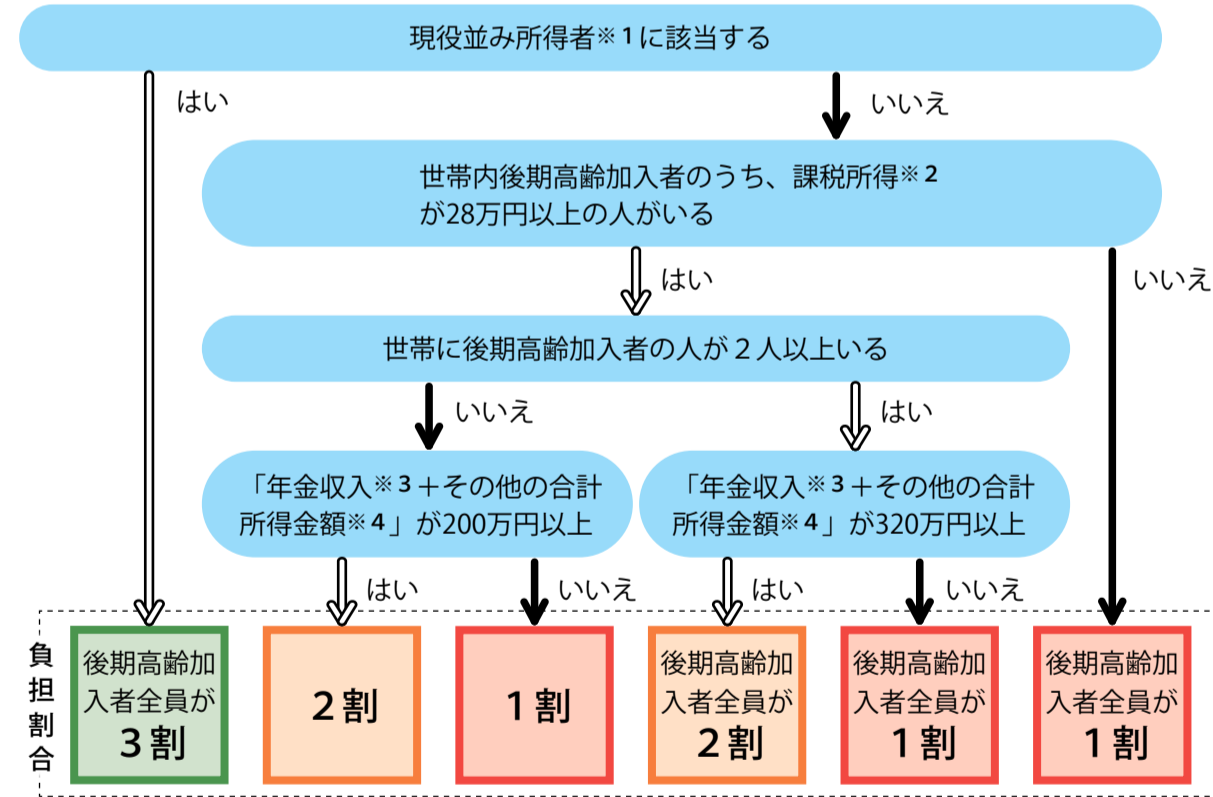 現役並み所得者※1に該当する
はい
いいえ
世帯内後期高齢加入者のうち、課税所得※2
が28万円以上の人がいる
はい
いいえ
世帯に後期高齢加入者の人が2人以上いる
いいえ
はい
「年金収入※3＋その他の合計
所得金額※4」が200万円以上
「年金収入※3＋その他の合計
所得金額※4」が320万円以上
はい
いいえ
はい
いいえ
負担割合
後期高齢加
入者全員が
3割
2割
1割
後期高齢加
入者全員が
2割
後期高齢加
入者全員が
1割
後期高齢加
入者全員が
1割